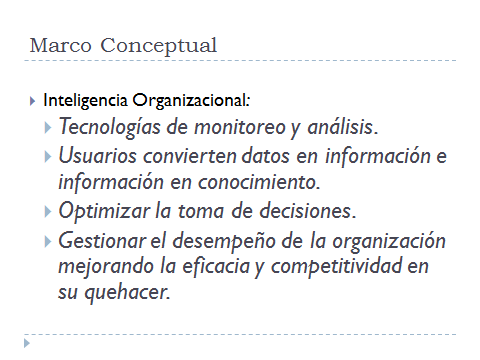 Marco Conceptual
Inteligencia Organizacional:
Tecnologías de monitoreo y análisis.
Usuarios convierten datos en información e
información en conocimiento.
Optimizar la toma de decisiones.
Gestionar el desempeño de la organización
mejorando la eficacia y competitividad en
su quehacer.